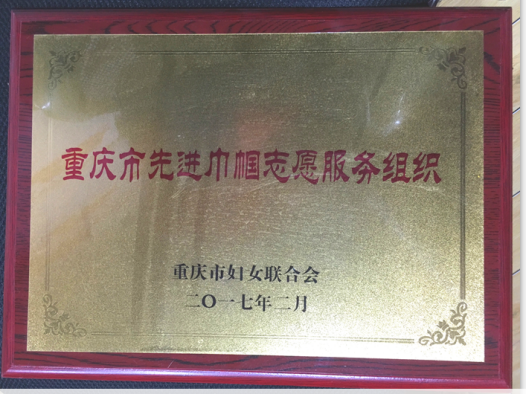 重庆市先进巾帼志愿服务组织
重庆市妇女联合会
二〇一七年二月